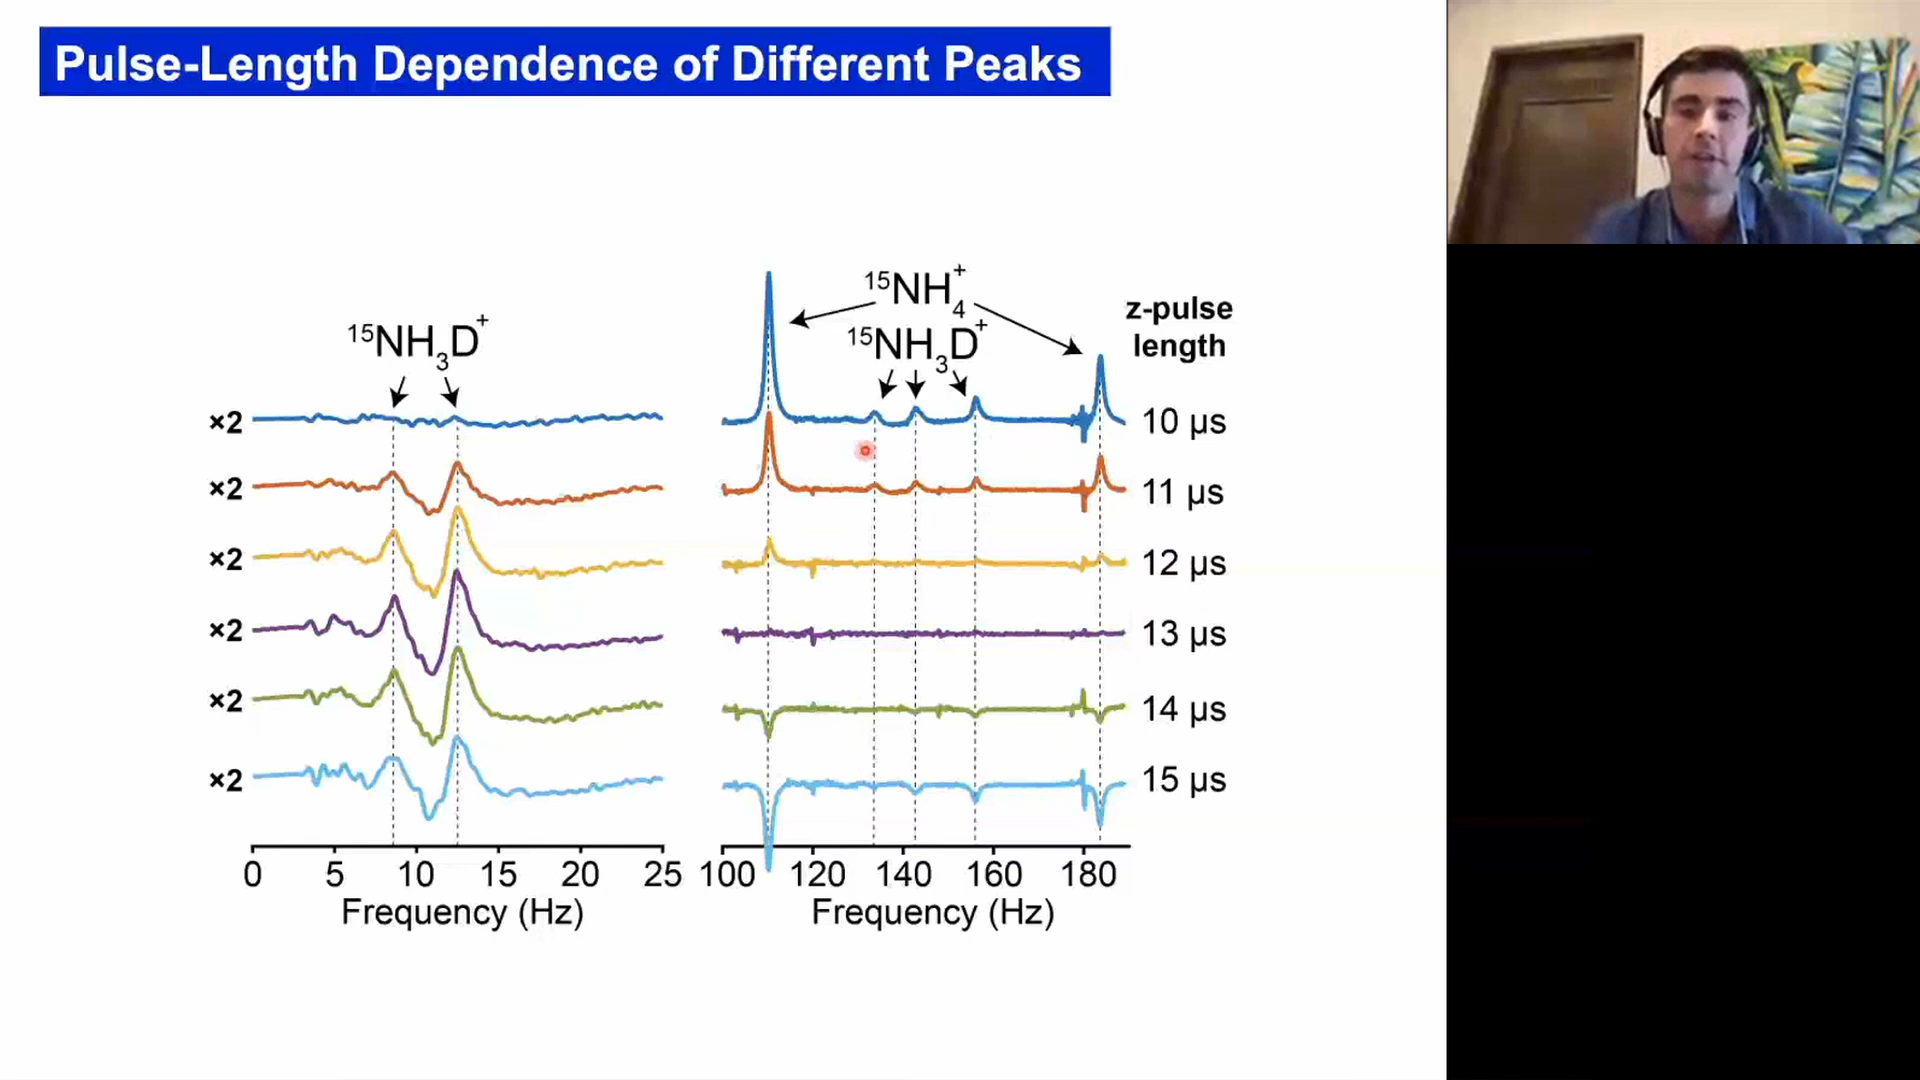 Pulse-Length Dependence of Different Peaks
¹⁵NH₄⁺
z-pulse
length
¹⁵NH₃D⁺
¹⁵NH₃D⁺
×2
10 µs
×2
11 µs
×2
12 µs
×2
13 µs
×2
14 µs
×2
15 µs
0 5 10 15 20 25 100 120 140 160 180
Frequency (Hz) Frequency (Hz)